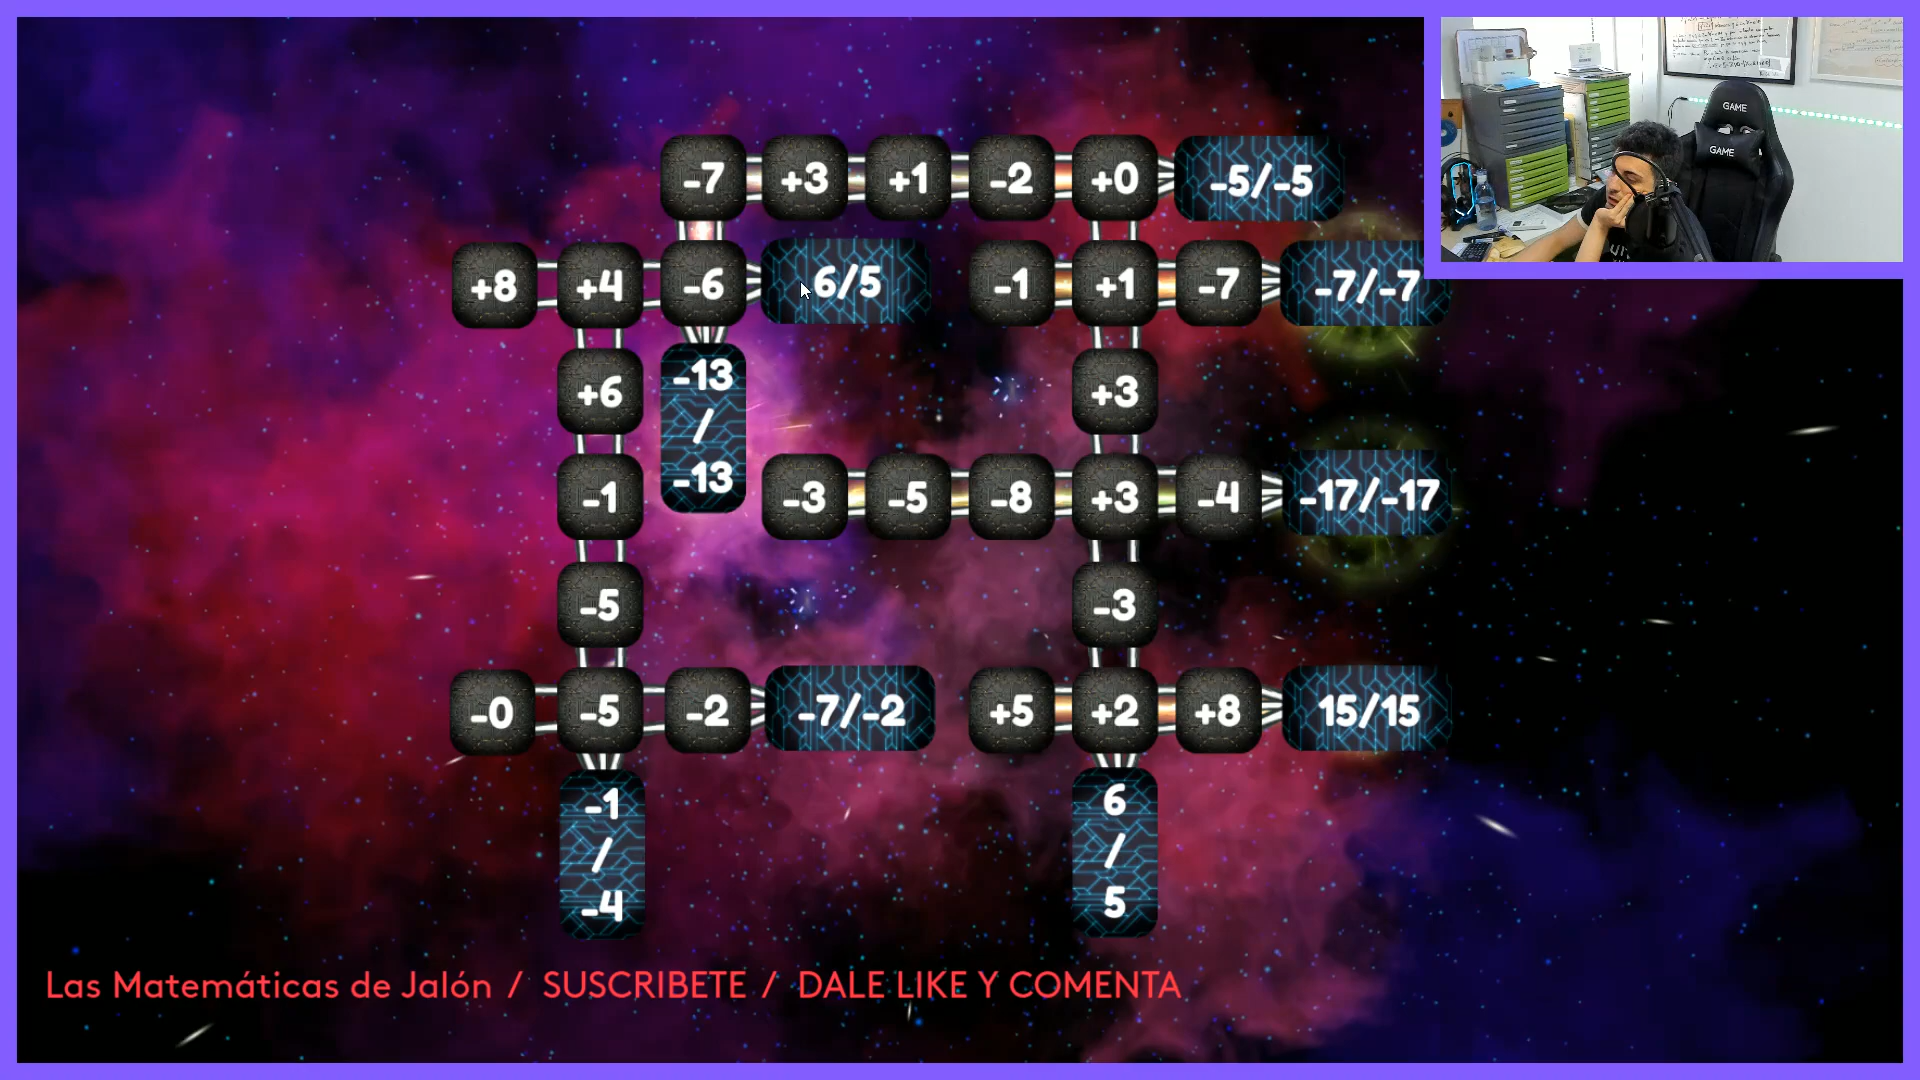 -7 +3 +1 -2 +0 -5/-5
+8 +4 -6 6/5 -1 +1 -7 -7/-7
+6 -13 / -13 +3
-1 -3 -5 -8 +3 -4 -17/-17
-5 -3
-0 -5 -2 -7/-2 +5 +2 +8 15/15
-1 / -4 6 / 5
Las Matemáticas de Jalón / SUSCRIBETE / DALE LIKE Y COMENTA
GAME
GAME